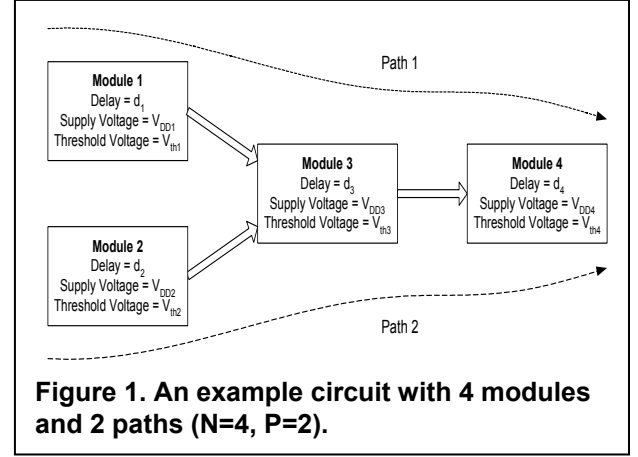 Path 1
Module 1
Delay = d1
Supply Voltage = VDD1
Threshold Voltage = Vth1
Module 3
Delay = d3
Supply Voltage = VDD3
Threshold Voltage = Vth3
Module 4
Delay = d4
Supply Voltage = VDD4
Threshold Voltage = Vth4
Module 2
Delay = d2
Supply Voltage = VDD2
Threshold Voltage = Vth2
Path 2
Figure 1. An example circuit with 4 modules
and 2 paths (N=4, P=2).